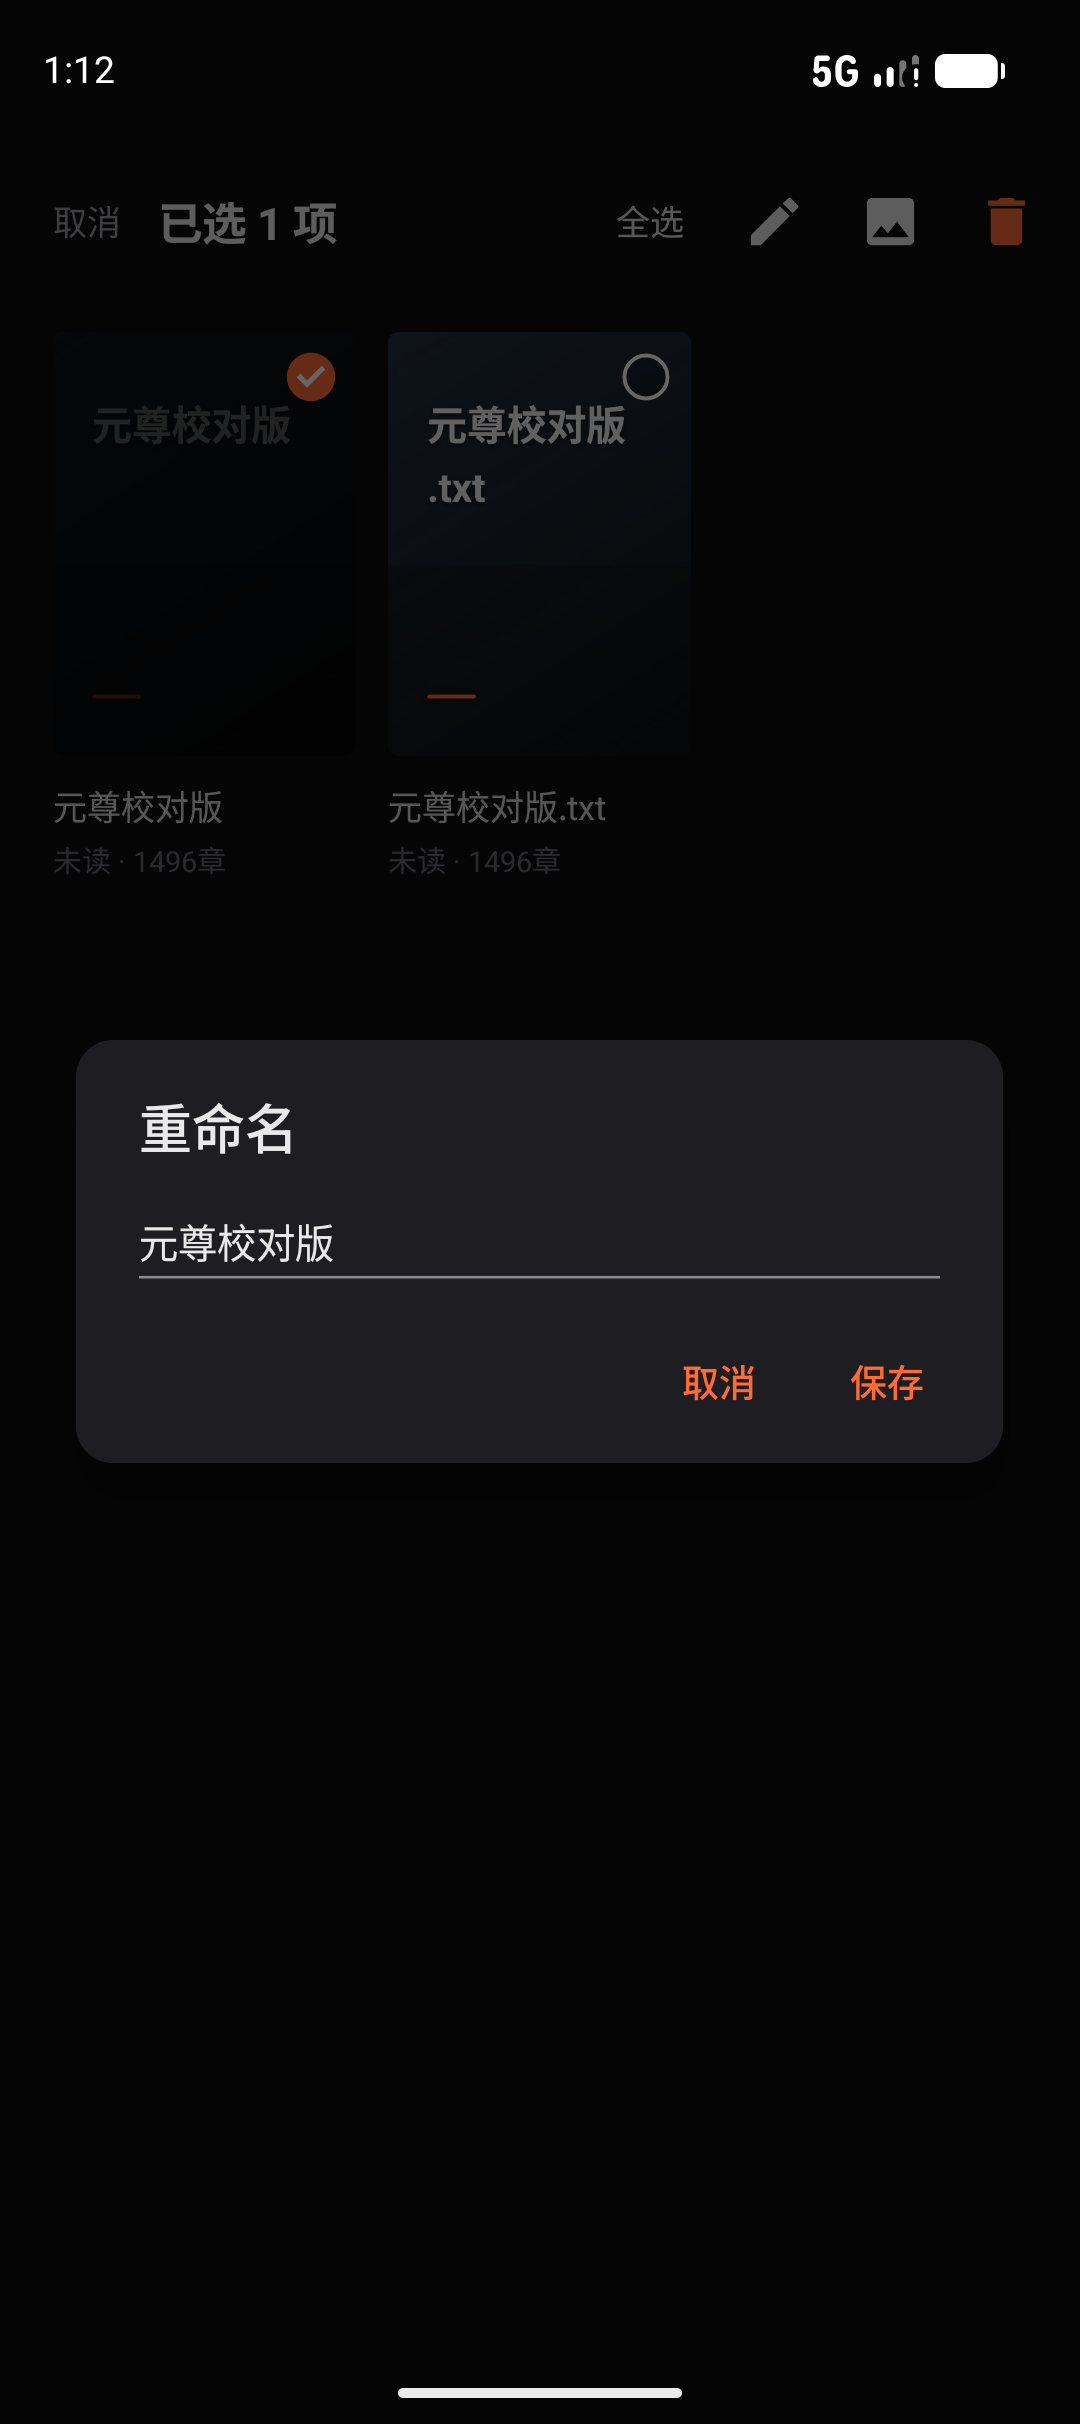 1:12 5G
取消 已选 1 项 全选
元尊校对版
元尊校对版
.txt
元尊校对版 元尊校对版.txt
未读 · 1496章 未读 · 1496章
重命名
元尊校对版
取消 保存